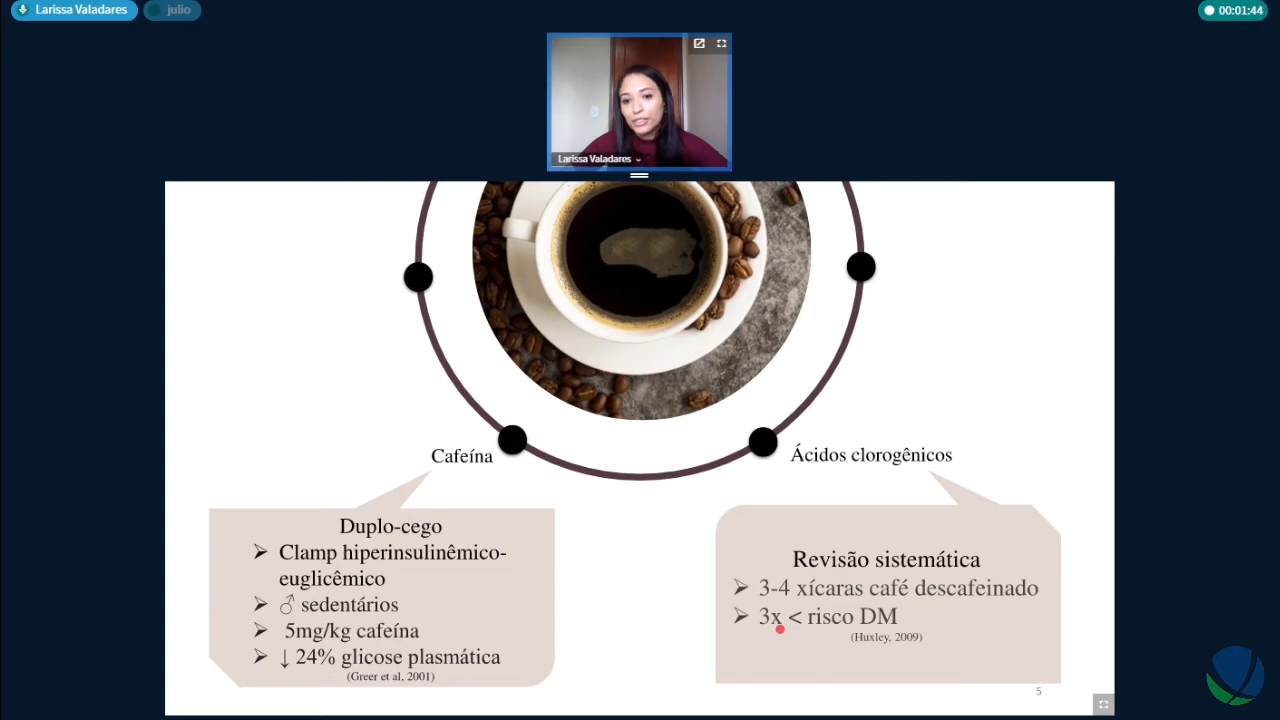 Larissa Valadares
julio
00:01:44
Larissa Valadares
Cafeína
Ácidos clorogênicos
Duplo-cego
➢ Clamp hiperinsulinêmico-
euglicêmico
➢ ♂ sedentários
➢ 5mg/kg cafeína
➢ ↓ 24% glicose plasmática
(Greer et al, 2001)
Revisão sistemática
➢ 3-4 xícaras café descafeinado
➢ 3x < risco DM
(Huxley, 2009)
5